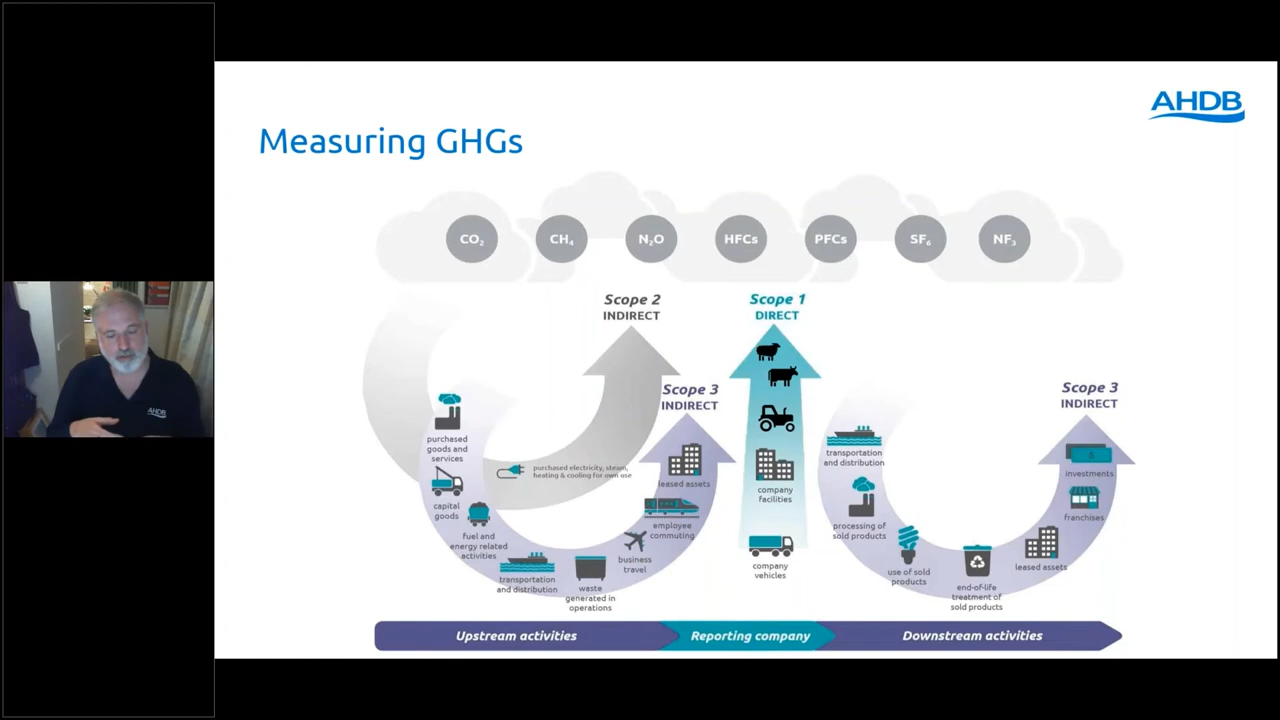 AHDB
Measuring GHGs
CO₂
CH₄
N₂O
HFCs
PFCs
SF₆
NF₃
Scope 2
INDIRECT
Scope 1
DIRECT
Scope 3
INDIRECT
Scope 3
INDIRECT
purchased
goods and
services
capital
goods
fuel and
energy related
activities
transportation
and distribution
waste
generated in
operations
business
travel
employee
commuting
leased assets
purchased electricity, steam,
heating & cooling for own use
company
facilities
company
vehicles
transportation
and distribution
processing of
sold products
use of sold
products
end-of-life
treatment of
sold products
leased assets
franchises
investments
Upstream activities
Reporting company
Downstream activities
AHDB